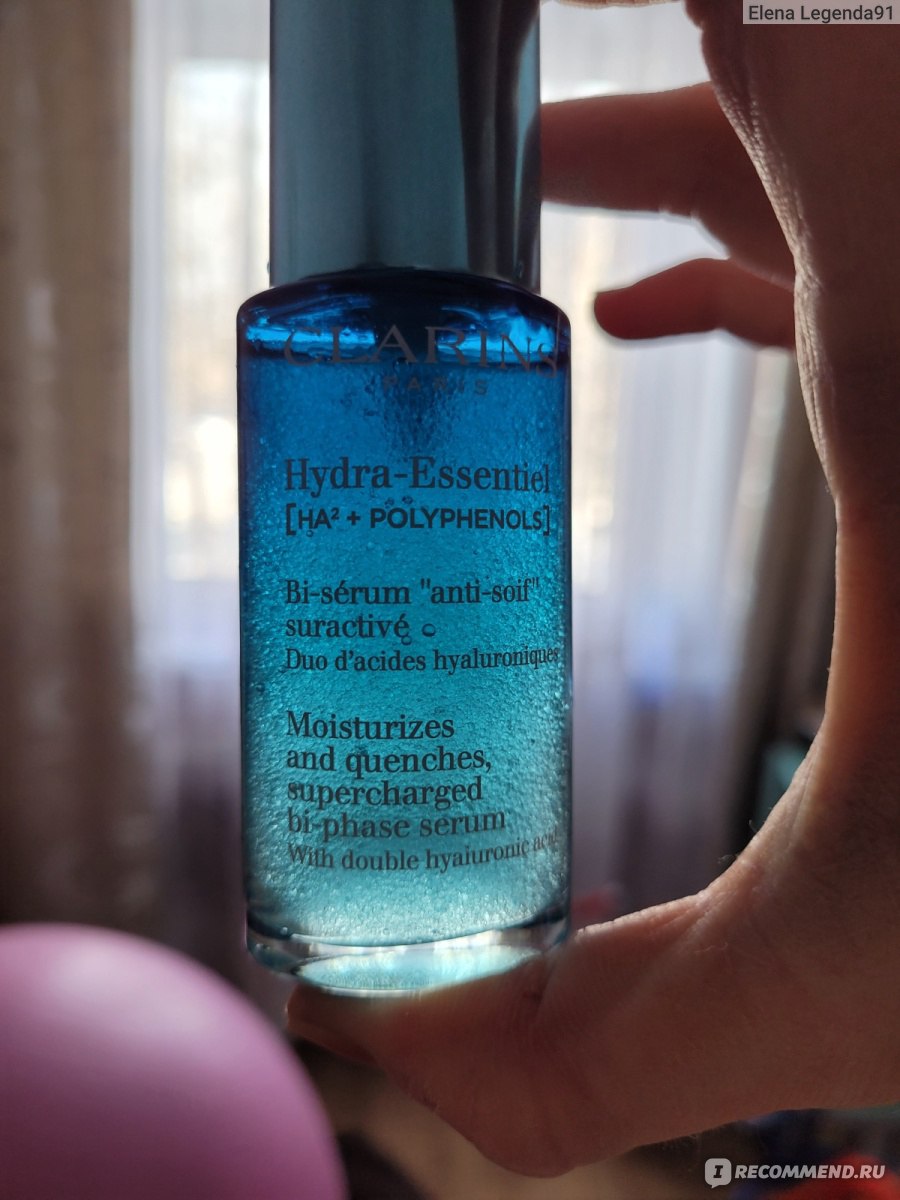 Elena Legenda91
CLARINS
PARIS
Hydra-Essentiel
[HA² + POLYPHENOLS]
Bi-sérum "anti-soif"
suractivé
Duo d'acides hyaluroniques
Moisturizes
and quenches,
supercharged
bi-phase serum
With double hyaluronic acid
IRECOMMEND.RU